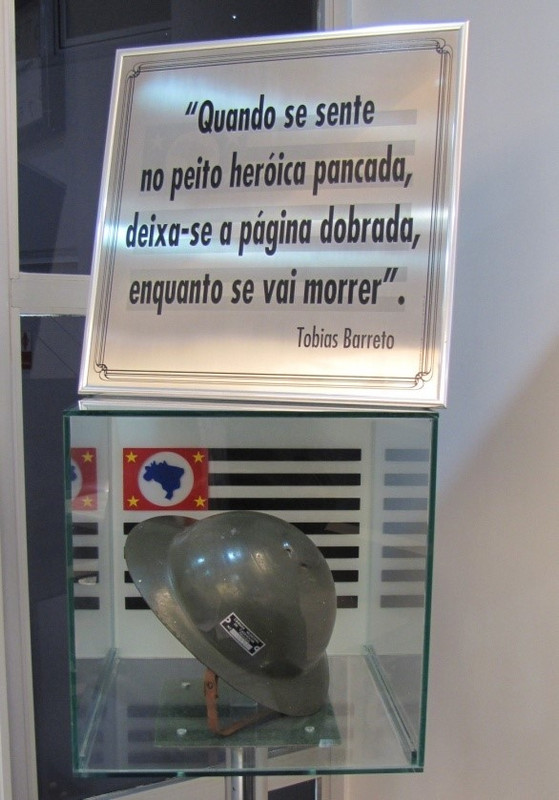 “Quando se sente
no peito heróica pancada,
deixa-se a página dobrada,
enquanto se vai morrer”.
Tobias Barreto